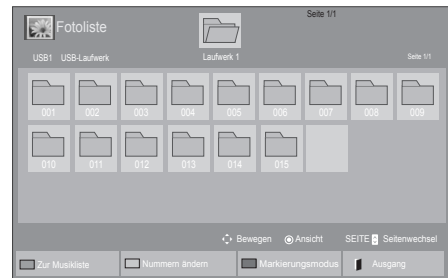 Seite 1/1
Fotoliste
USB1 USB-Laufwerk Laufwerk 1 Seite 1/1
001 002 003 004 005 006 007 008 009
010 011 012 013 014 015
Bewegen Ansicht SEITE Seitenwechsel
Zur Musikliste Nummern ändern Markierungsmodus Ausgang